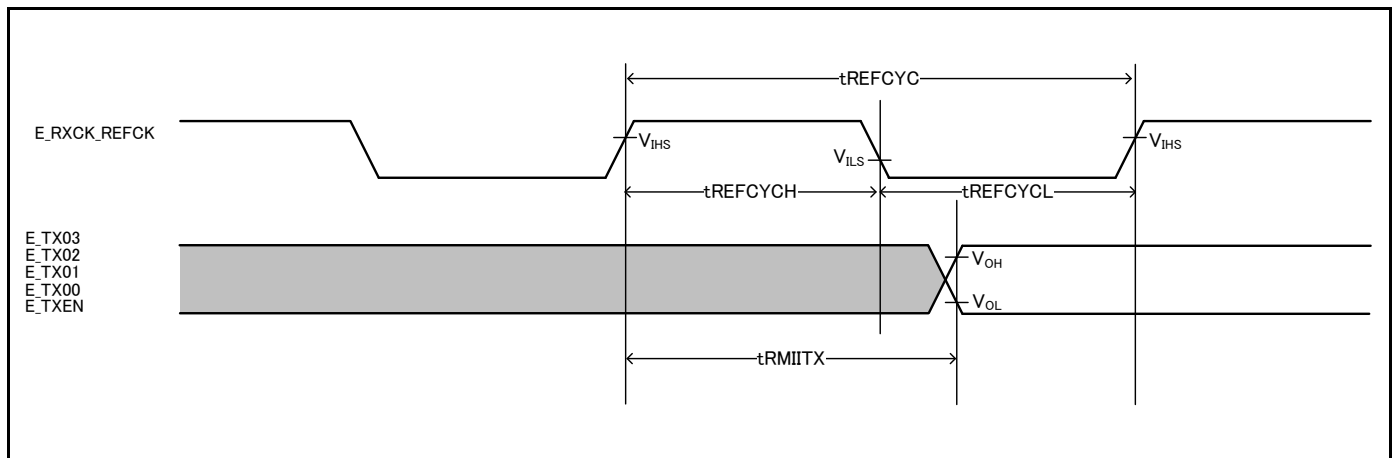 tREFCYC
E_RXCK_REFCK
VIHS
VILS
VIHS
tREFCYCH
tREFCYCL
E_TX03
E_TX02
E_TX01
E_TX00
E_TXEN
VOH
VOL
tRMIITX